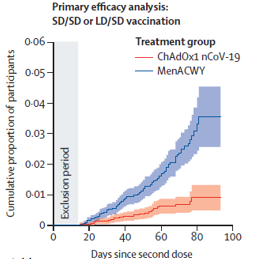 Primary efficacy analysis:
SD/SD or LD/SD vaccination
Treatment group
ChAdOx1 nCoV-19
MenACWY
Cumulative proportion of participants
0·06
0·05
0·04
0·03
0·02
0·01
0
Exclusion period
0 20 40 60 80 100
Days since second dose